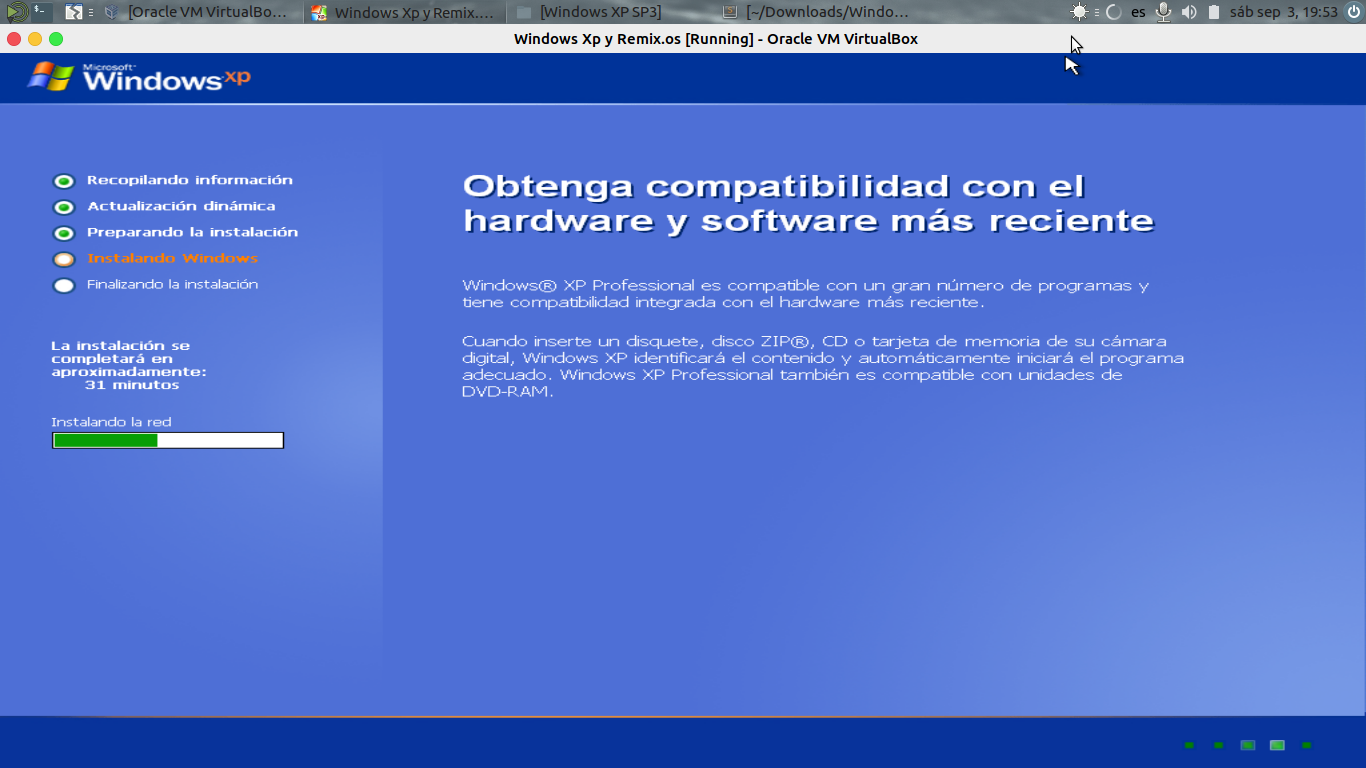 [Oracle VM VirtualBo...
Windows Xp y Remix....
[Windows XP SP3]
[~/Downloads/Windo...
es
sáb sep 3, 19:53
Windows Xp y Remix.os [Running] - Oracle VM VirtualBox
Microsoft
Windows xp
Recopilando información
Actualización dinámica
Preparando la instalación
Instalando Windows
Finalizando la instalación
La instalación se
completará en
aproximadamente:
31 minutos
Instalando la red
Obtenga compatibilidad con el
hardware y software más reciente
Windows® XP Professional es compatible con un gran número de programas y
tiene compatibilidad integrada con el hardware más reciente.
Cuando inserte un disquete, disco ZIP®, CD o tarjeta de memoria de su cámara
digital, Windows XP identificará el contenido y automáticamente iniciará el programa
adecuado. Windows XP Professional también es compatible con unidades de
DVD-RAM.